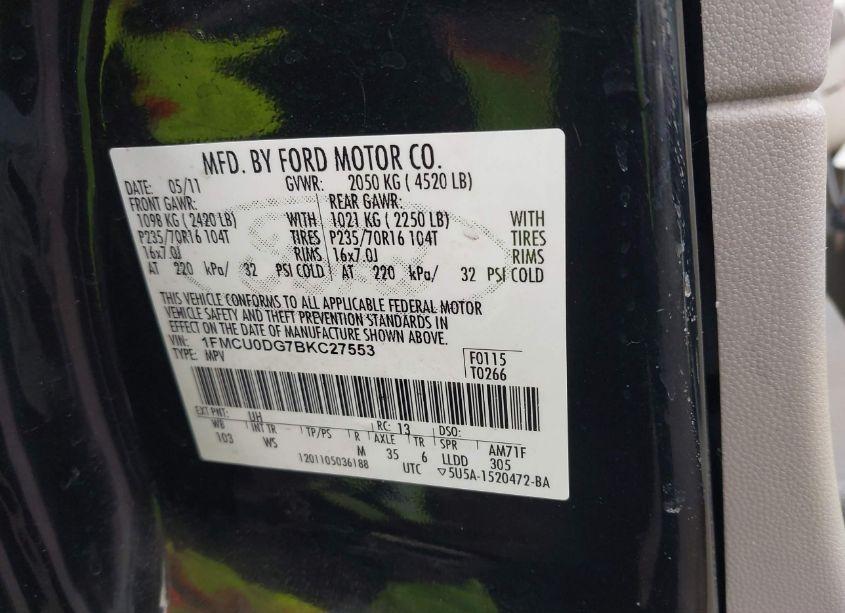 MFD. BY FORD MOTOR CO.
DATE: 05/11 GVWR: 2050 KG ( 4520 LB)
FRONT GAWR: REAR GAWR:
1098 KG ( 2420 LB) WITH 1021 KG ( 2250 LB) WITH
P235/70R16 104T TIRES P235/70R16 104T TIRES
16x7.0J RIMS 16x7.0J RIMS
AT 220 kPa/ 32 PSI COLD AT 220 kPa/ 32 PSI COLD
THIS VEHICLE CONFORMS TO ALL APPLICABLE FEDERAL MOTOR
VEHICLE SAFETY AND THEFT PREVENTION STANDARDS IN
EFFECT ON THE DATE OF MANUFACTURE SHOWN ABOVE.
VIN: 1FMCU0DG7BKC27553
TYPE: MPV
F0115
T0266
EXT PNT: UH RC: 13 DSO:
WB INT TR TP/PS R AXLE TR SPR AM71F
103 WS M 35 6 LLDD 305
1201105036188 UTC ▽5U5A-1520472-BA